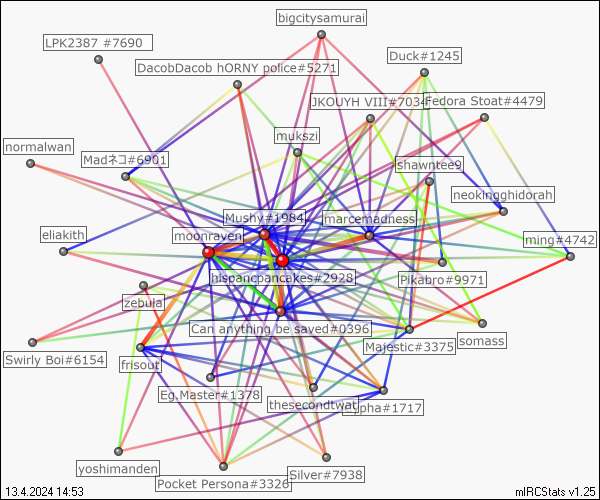 bigcitysamurai
LPK2387 #7690
Duck#1245
DacobDacob hORNY police#5271
JKOUYH VIII#7034
Fedora Stoat#4479
mukszi
normalwan
Madネコ#6901
shawntee9
neokingghidorah
Mushy#1984
marcemadness
eliakith
moonraven
ming#4742
hispancpancakes#2928
Pikabro#9971
zebula
Can anything be saved#0396
Majestic#3375
somass
Swirly Boi#6154
frisout
Eg.Master#1378
thesecondtwat
#1717
yoshimanden
Pocket Persona#3326
Silver#7938
13.4.2024 14:53
mIRCStats v1.25